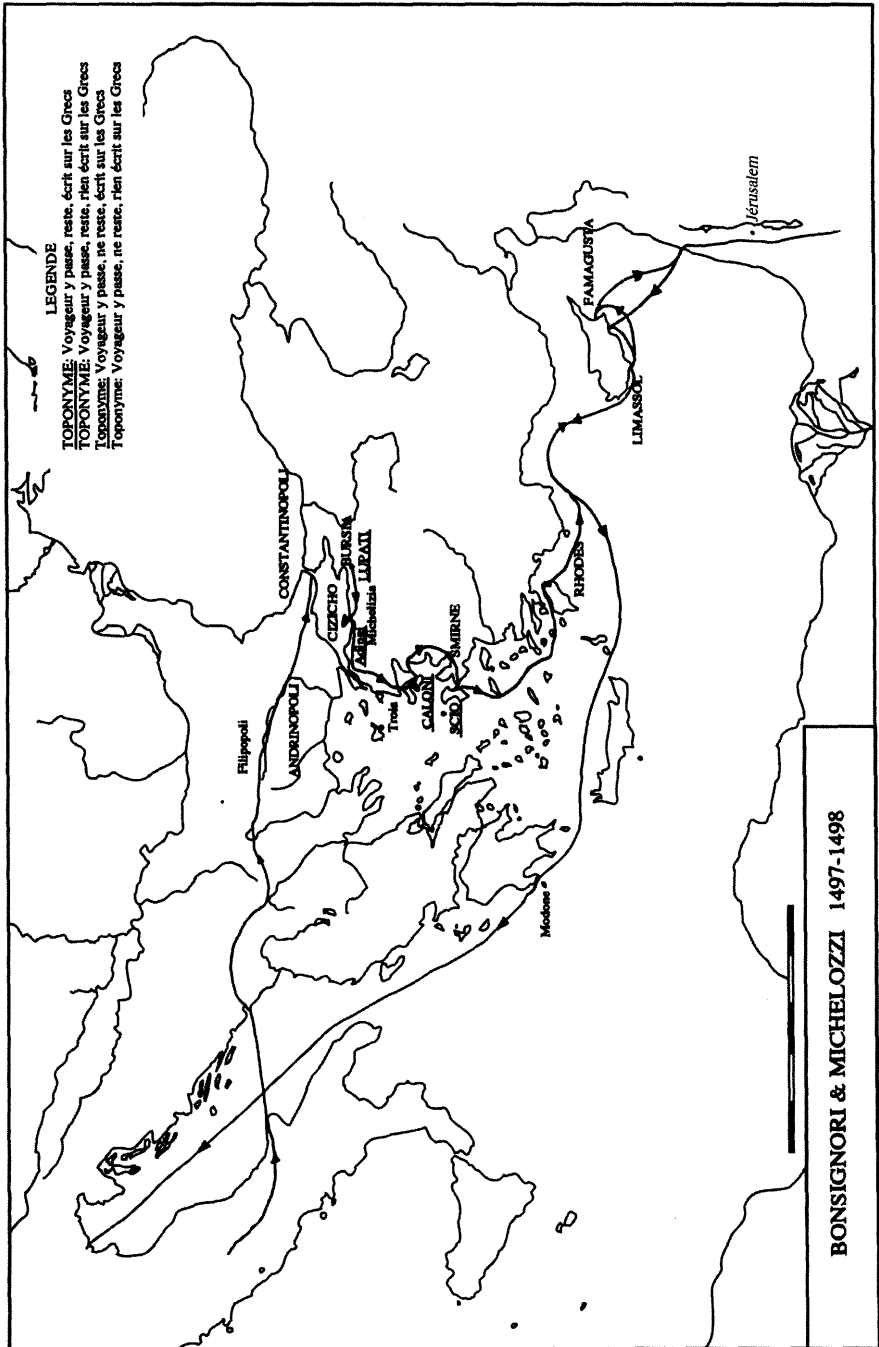 LEGENDE
TOPONYME: Voyageur y passe, reste, écrit sur les Grecs
TOPONYME: Voyageur y passe, reste, rien écrit sur les Grecs
Toponyme: Voyageur y passe, ne reste, écrit sur les Grecs
Toponyme: Voyageur y passe, ne reste, rien écrit sur les Grecs
Filipopoli
ANDRINOPOLI
CONSTANTINOPOLI
CIZICHO
BURSIA
LUPATI
Michelizia
Troia
CALONI
SMIRNE
SCIO
RHODES
LIMASSOL
FAMAGUSTA
Jérusalem
Modone
BONSIGNORI & MICHELOZZI 1497-1498